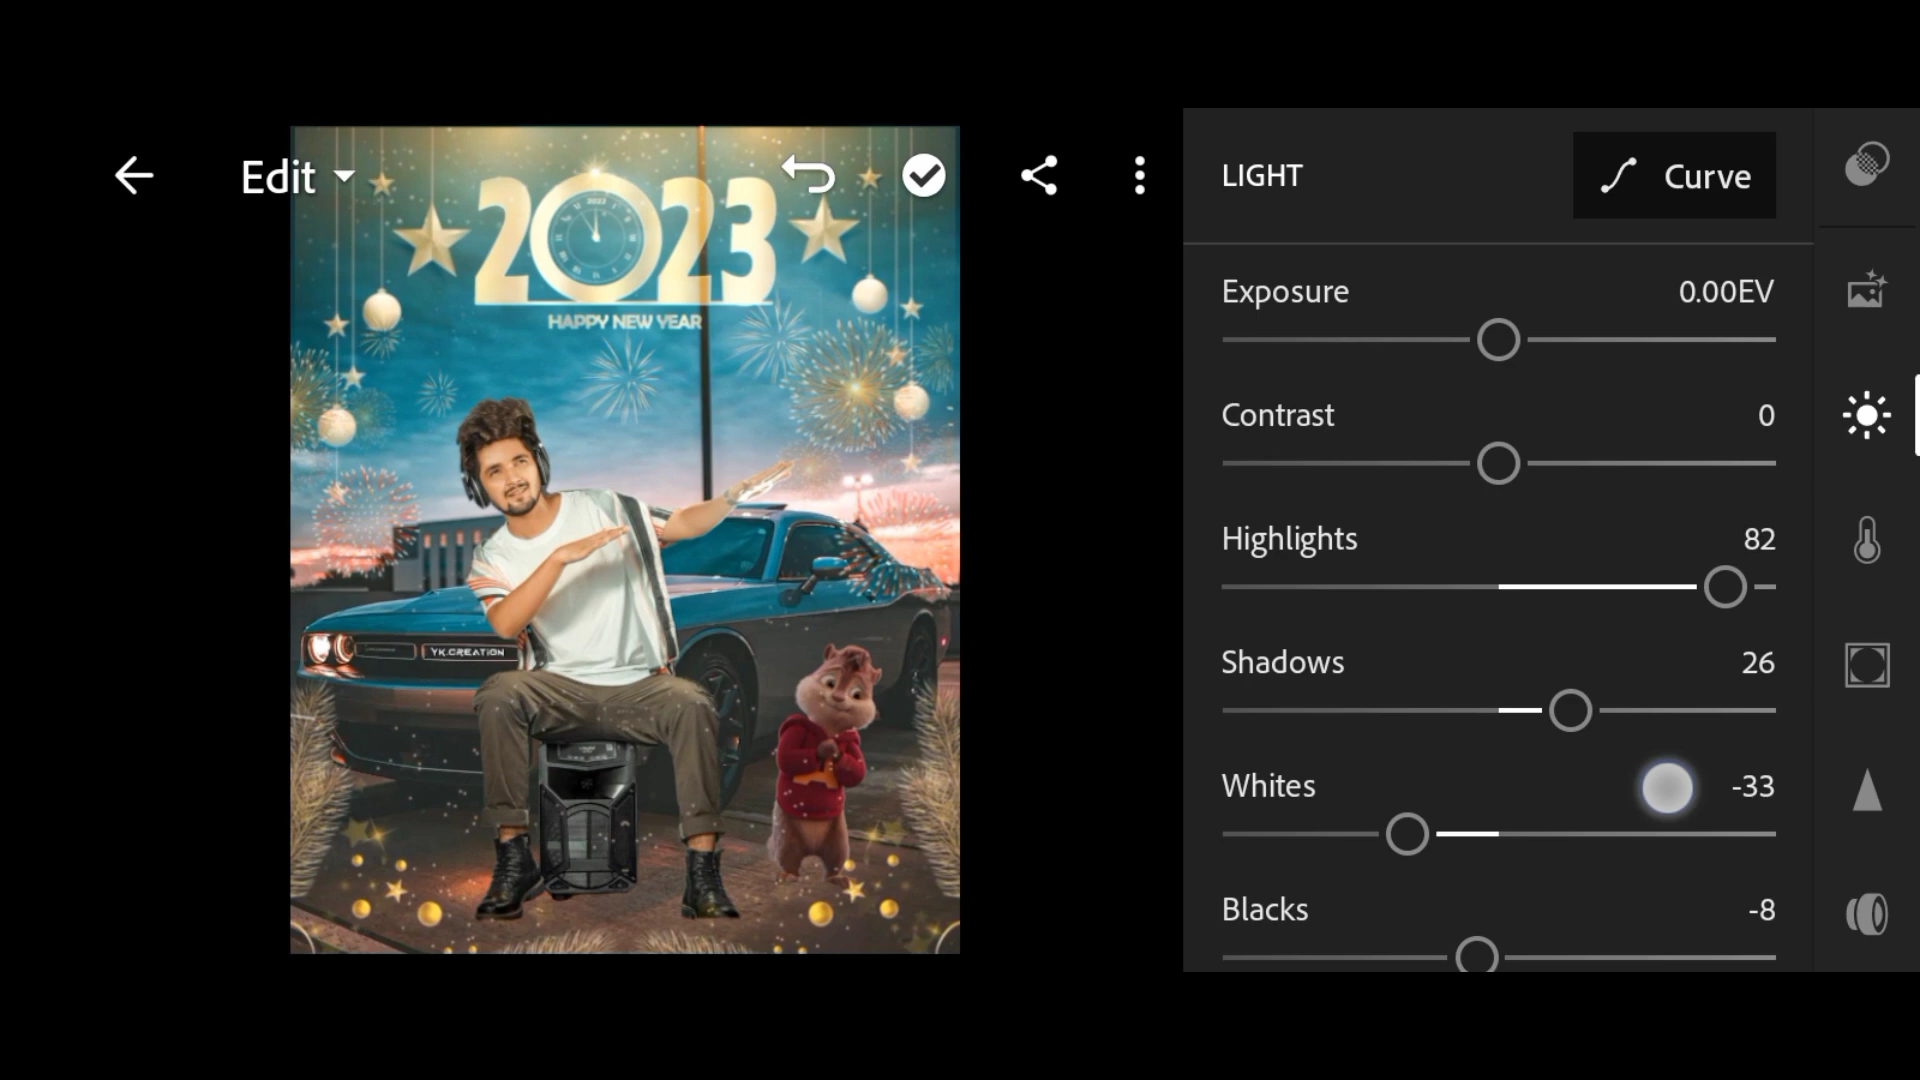 Edit
2023
2023
HAPPY NEW YEAR
YK.CREATION
LIGHT
Curve
Exposure
0.00EV
Contrast
0
Highlights
82
Shadows
26
Whites
-33
Blacks
-8